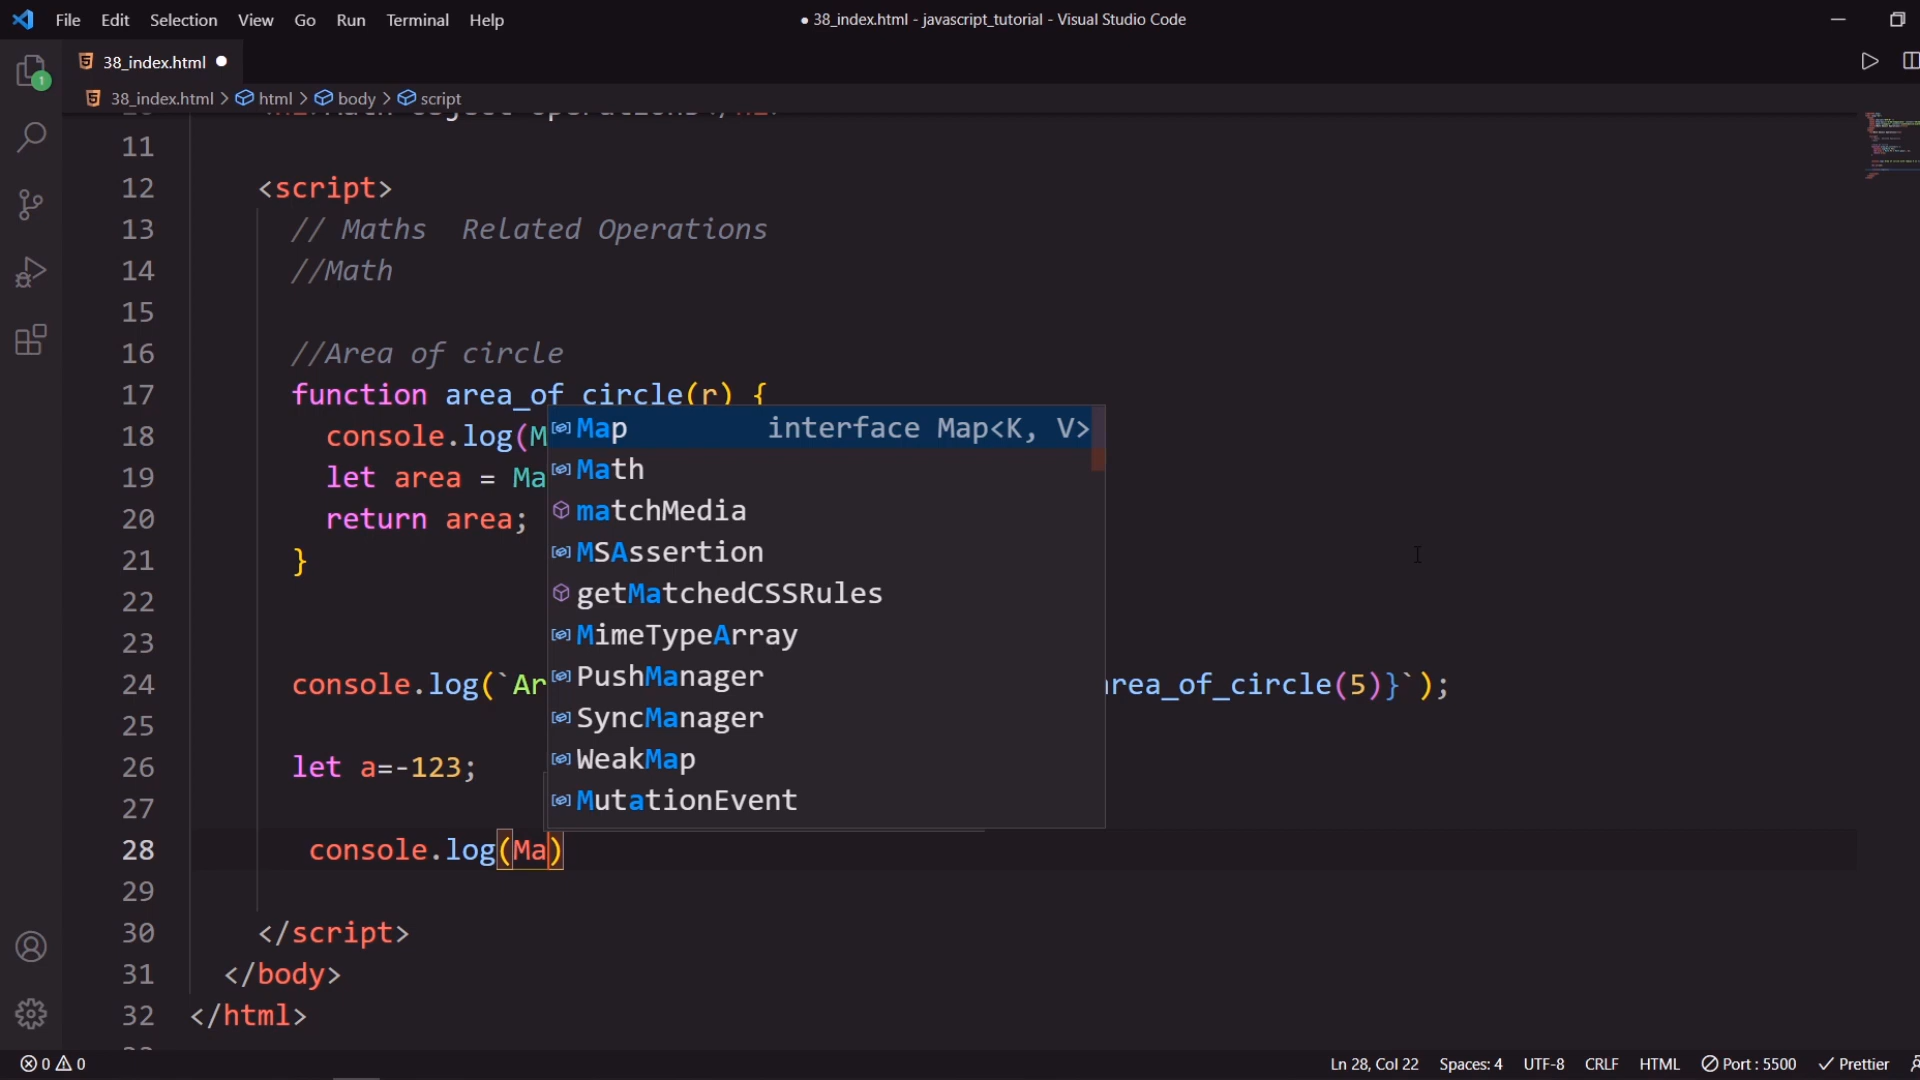 File Edit Selection View Go Run Terminal Help
● 38_index.html - javascript_tutorial - Visual Studio Code
38_index.html ●
38_index.html > html > body > script
11
12 <script>
13 // Maths  Related Operations
14 //Math
15
16 //Area of circle
17 function area_of_circle(r) {
18 console.log(M
19 let area = Ma
20 return area;
21 }
22
23
24 console.log(`Ar rea_of_circle(5)}`);
25
26 let a=-123;
27
28 console.log(Ma)
29
30 </script>
31 </body>
32 </html>
Map interface Map<K, V>
Math
matchMedia
MSAssertion
getMatchedCSSRules
MimeTypeArray
PushManager
SyncManager
WeakMap
MutationEvent
1
0 0 Ln 28, Col 22 Spaces: 4 UTF-8 CRLF HTML Port : 5500 Prettier